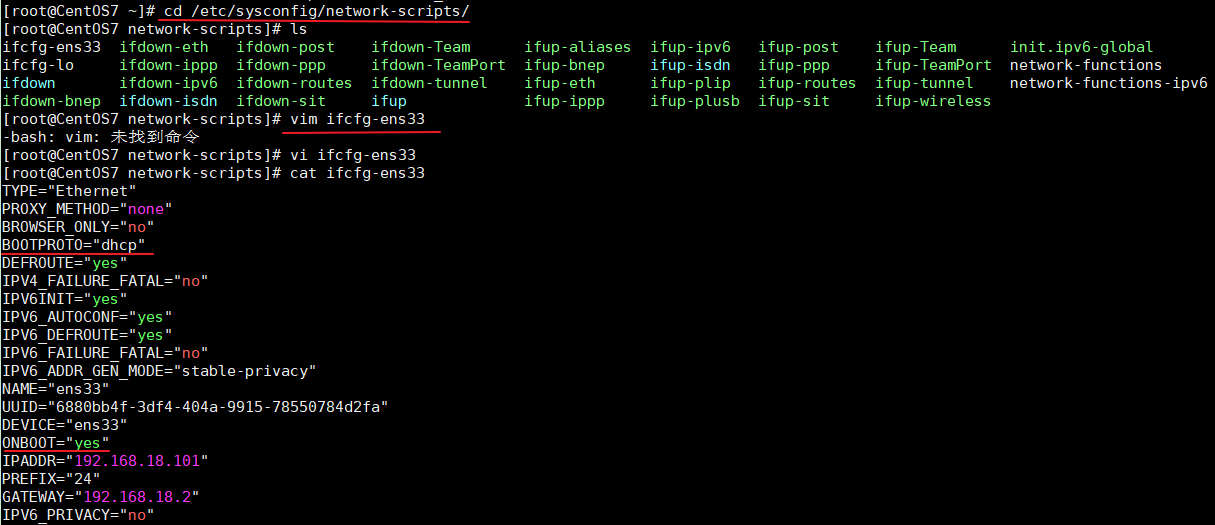 [root@CentOS7 ~]# cd /etc/sysconfig/network-scripts/
[root@CentOS7 network-scripts]# ls
ifcfg-ens33 ifdown-eth ifdown-post ifdown-Team ifup-aliases ifup-ipv6 ifup-post ifup-Team init.ipv6-global
ifcfg-lo ifdown-ippp ifdown-ppp ifdown-TeamPort ifup-bnep ifup-isdn ifup-ppp ifup-TeamPort network-functions
ifdown ifdown-ipv6 ifdown-routes ifdown-tunnel ifup-eth ifup-plip ifup-routes ifup-tunnel network-functions-ipv6
ifdown-bnep ifdown-isdn ifdown-sit ifup ifup-ippp ifup-plusb ifup-sit ifup-wireless
[root@CentOS7 network-scripts]# vim ifcfg-ens33
-bash: vim: 未找到命令
[root@CentOS7 network-scripts]# vi ifcfg-ens33
[root@CentOS7 network-scripts]# cat ifcfg-ens33
TYPE="Ethernet"
PROXY_METHOD="none"
BROWSER_ONLY="no"
BOOTPROTO="dhcp"
DEFROUTE="yes"
IPV4_FAILURE_FATAL="no"
IPV6INIT="yes"
IPV6_AUTOCONF="yes"
IPV6_DEFROUTE="yes"
IPV6_FAILURE_FATAL="no"
IPV6_ADDR_GEN_MODE="stable-privacy"
NAME="ens33"
UUID="6880bb4f-3df4-404a-9915-78550784d2fa"
DEVICE="ens33"
ONBOOT="yes"
IPADDR="192.168.18.101"
PREFIX="24"
GATEWAY="192.168.18.2"
IPV6_PRIVACY="no"